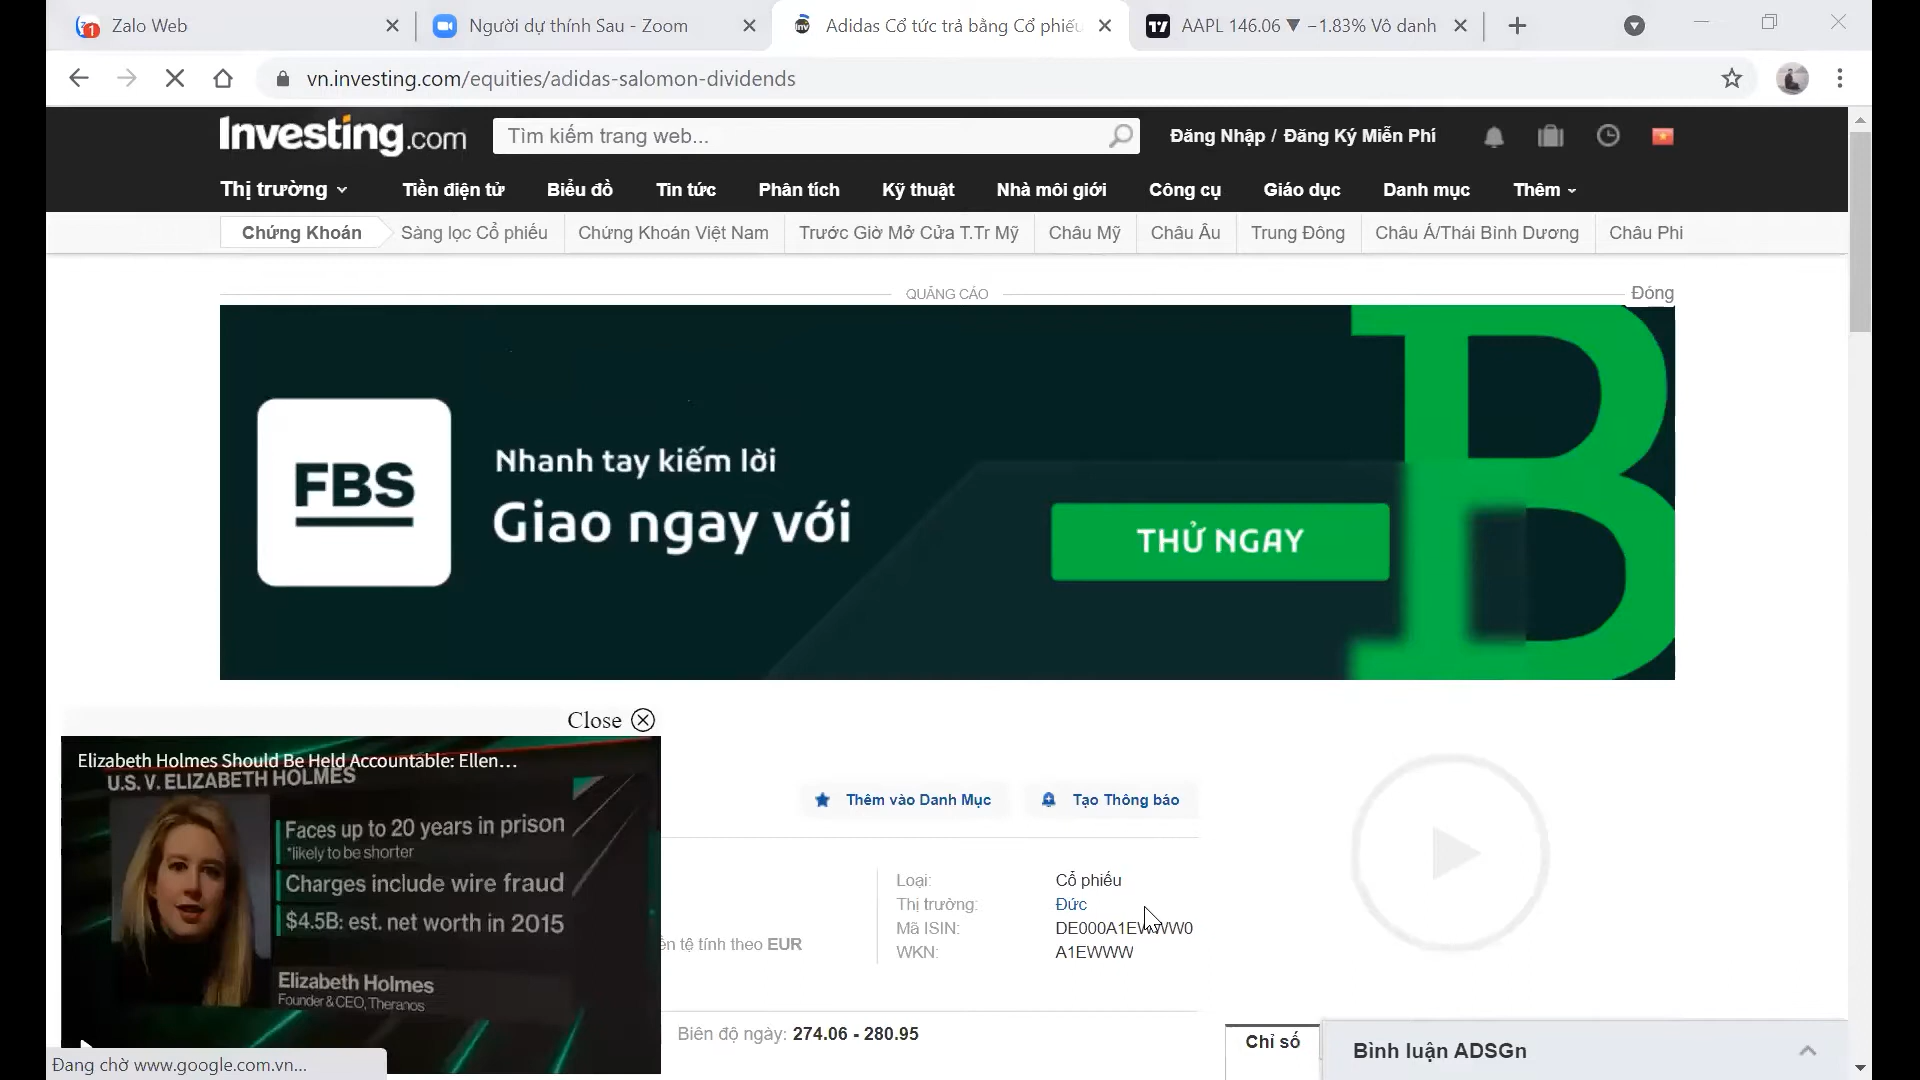 Zalo Web
Người dự thính Sau - Zoom
Adidas Cổ tức trả bằng Cổ phiếu
AAPL 146.06 ▼ −1.83% Vô danh
vn.investing.com/equities/adidas-salomon-dividends
Investing.com
Tìm kiếm trang web...
Đăng Nhập / Đăng Ký Miễn Phí
Thị trường
Tiền điện tử
Biểu đồ
Tin tức
Phân tích
Kỹ thuật
Nhà môi giới
Công cụ
Giáo dục
Danh mục
Thêm
Chứng Khoán
Sàng lọc Cổ phiếu
Chứng Khoán Việt Nam
Trước Giờ Mở Cửa T.Tr Mỹ
Châu Mỹ
Châu Âu
Trung Đông
Châu Á/Thái Bình Dương
Châu Phi
QUẢNG CÁO
Đóng
FBS
Nhanh tay kiếm lời
Giao ngay với
THỬ NGAY
B
Close
Elizabeth Holmes Should Be Held Accountable: Ellen...
U.S. V. ELIZABETH HOLMES
Faces up to 20 years in prison
*likely to be shorter
Charges include wire fraud
$4.5B: est. net worth in 2015
Elizabeth Holmes
Founder & CEO, Theranos
Thêm vào Danh Mục
Tạo Thông báo
ền tệ tính theo EUR
Loại: Cổ phiếu
Thị trường: Đức
Mã ISIN: DE000A1EWWW0
WKN: A1EWWW
Biên độ ngày: 274.06 - 280.95
Chỉ số
Bình luận ADSGn
Đang chờ www.google.com.vn...